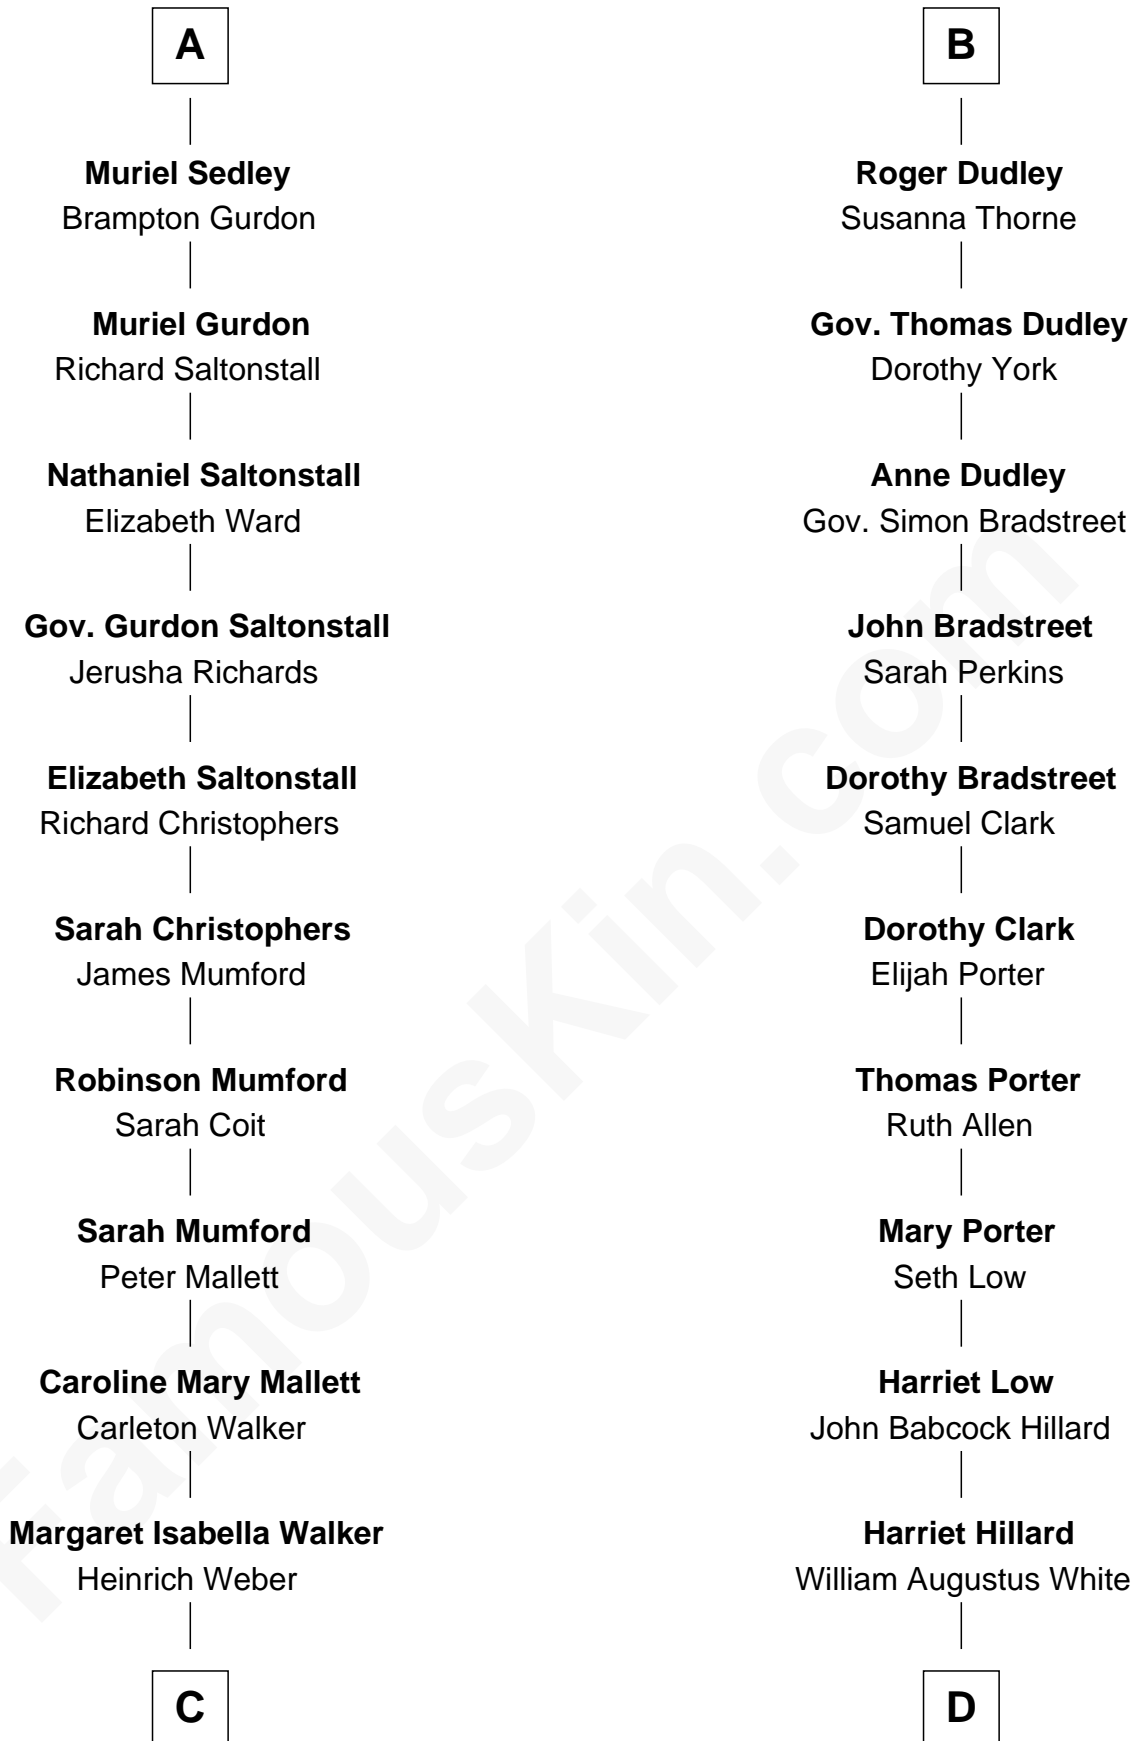 A
Muriel Sedley
Brampton Gurdon
Muriel Gurdon
Richard Saltonstall
Nathaniel Saltonstall
Elizabeth Ward
Gov. Gurdon Saltonstall
Jerusha Richards
Elizabeth Saltonstall
Richard Christophers
Sarah Christophers
James Mumford
Robinson Mumford
Sarah Coit
Sarah Mumford
Peter Mallett
Caroline Mary Mallett
Carleton Walker
Margaret Isabella Walker
Heinrich Weber
C
B
Roger Dudley
Susanna Thorne
Gov. Thomas Dudley
Dorothy York
Anne Dudley
Gov. Simon Bradstreet
John Bradstreet
Sarah Perkins
Dorothy Bradstreet
Samuel Clark
Dorothy Clark
Elijah Porter
Thomas Porter
Ruth Allen
Mary Porter
Seth Low
Harriet Low
John Babcock Hillard
Harriet Hillard
William Augustus White
D
FamousKin.com